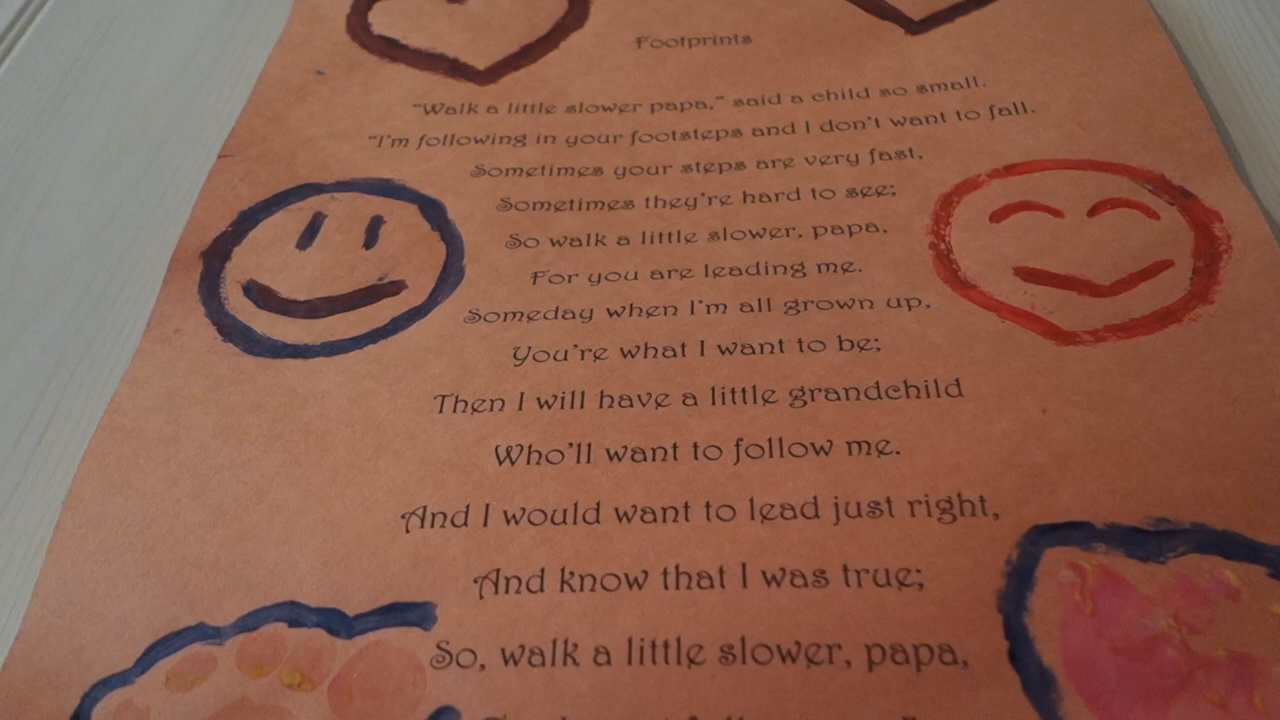 Footprints
"Walk a little slower papa," said a child so small.
"I'm following in your footsteps and I don't want to fall.
Sometimes your steps are very fast,
Sometimes they're hard to see;
So walk a little slower, papa,
For you are leading me.
Someday when I'm all grown up,
You're what I want to be;
Then I will have a little grandchild
Who'll want to follow me.
And I would want to lead just right,
And know that I was true;
So, walk a little slower, papa,